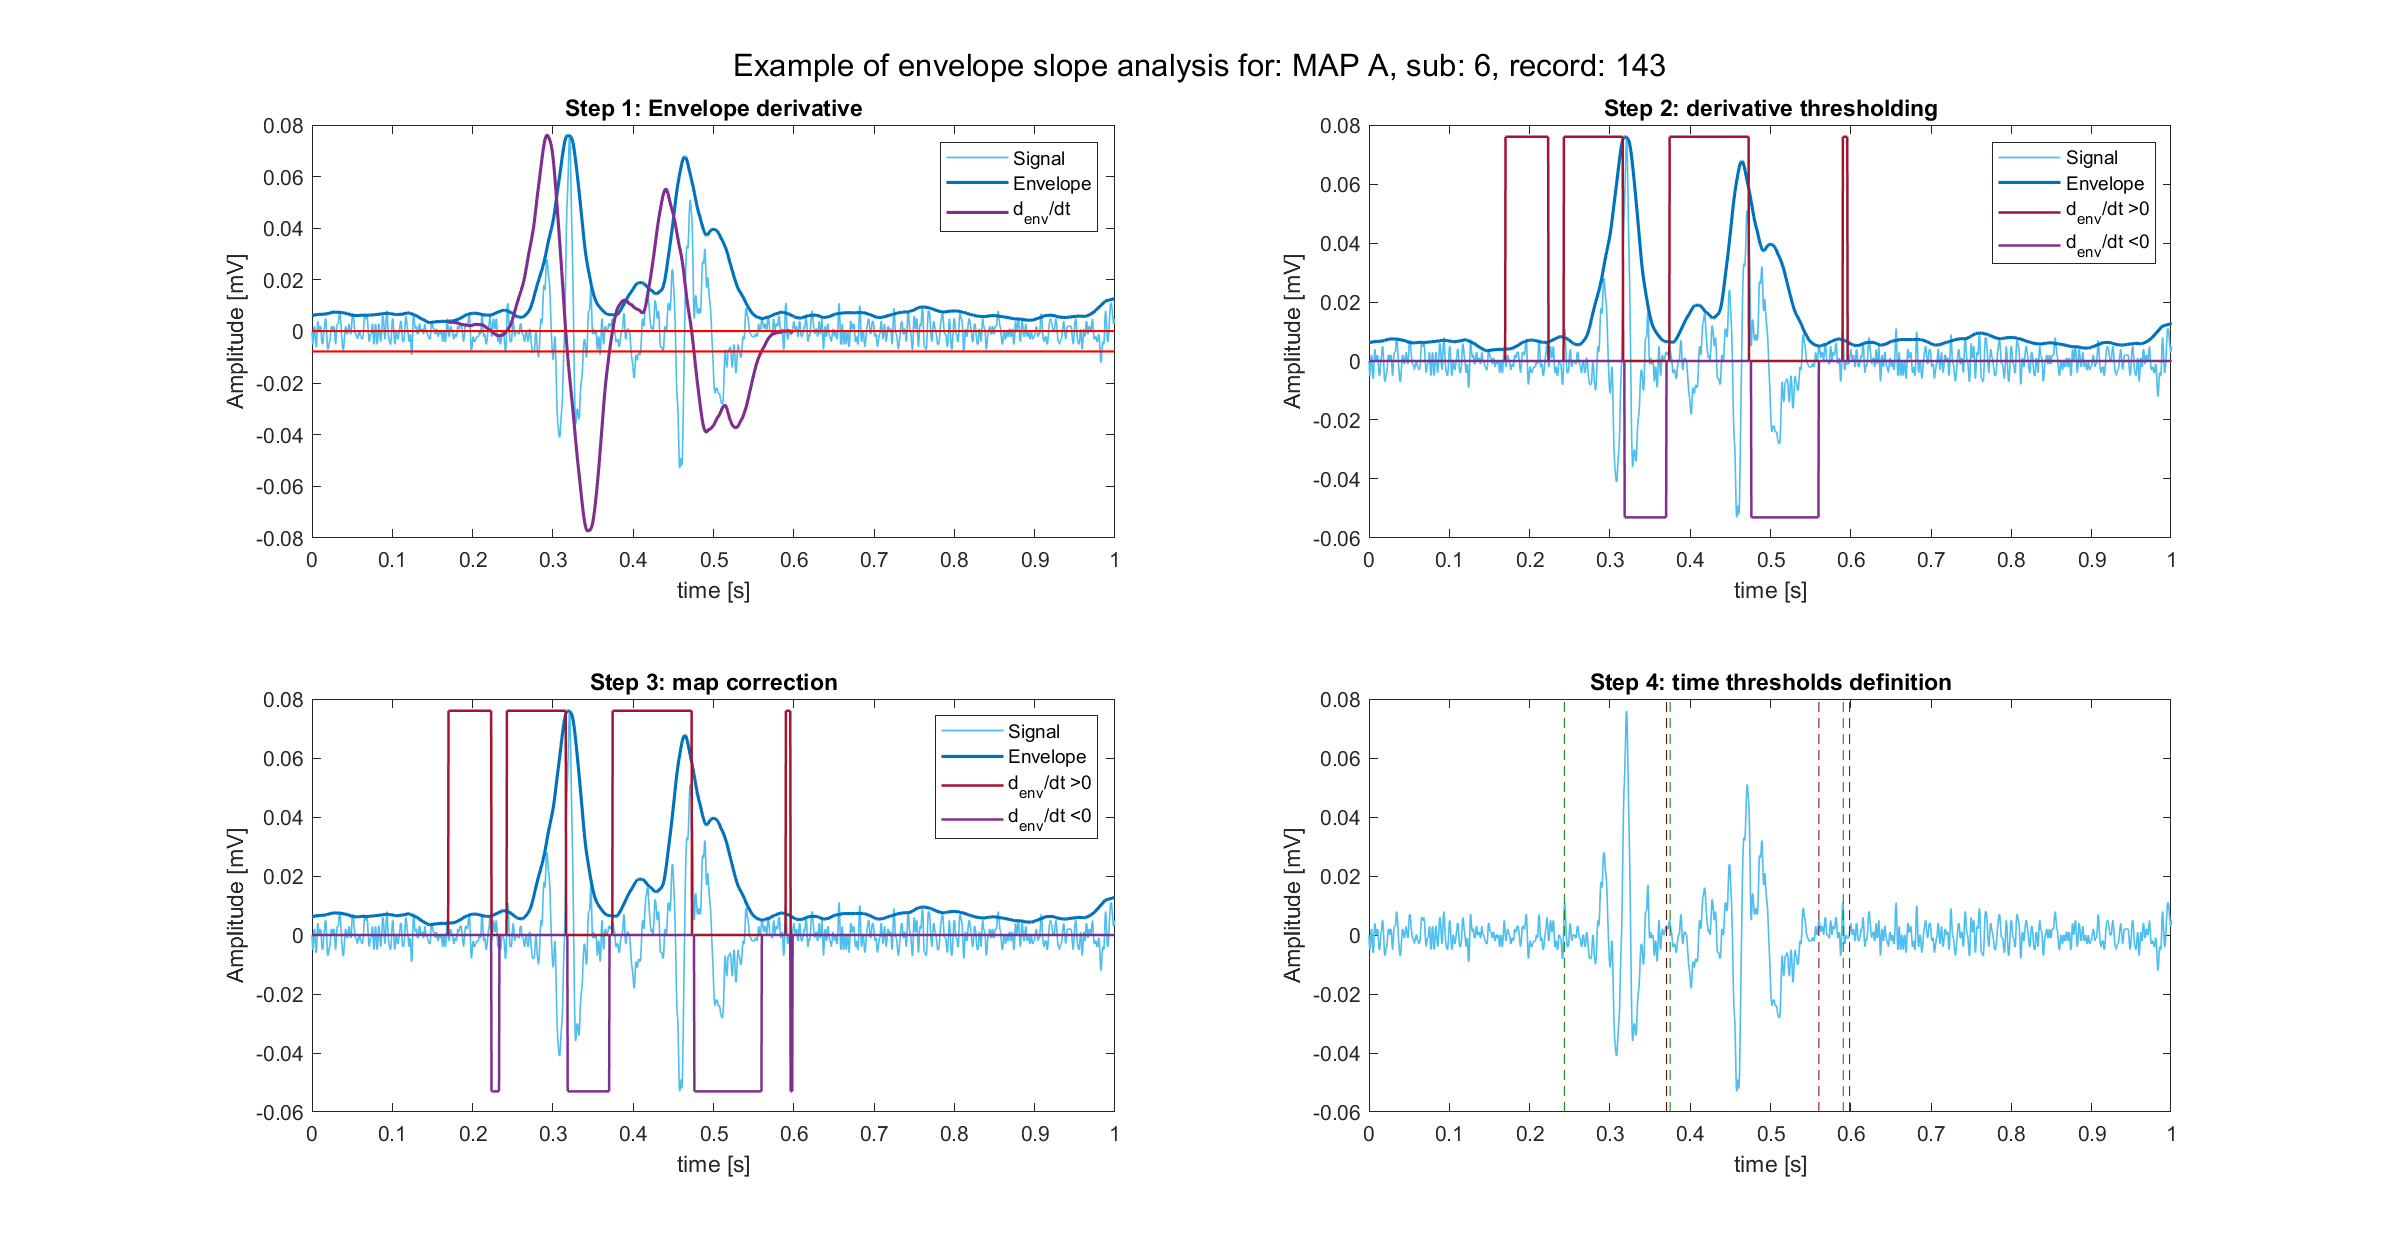 Example of envelope slope analysis for: MAP A, sub: 6, record: 143
Step 1: Envelope derivative
0.08
0.06
0.04
0.02
0
-0.02
-0.04
-0.06
-0.08
Amplitude [mV]
0 0.1 0.2 0.3 0.4 0.5 0.6 0.7 0.8 0.9 1
time [s]
Signal
Envelope
d_env/dt
Step 2: derivative thresholding
0.08
0.06
0.04
0.02
0
-0.02
-0.04
-0.06
Amplitude [mV]
0 0.1 0.2 0.3 0.4 0.5 0.6 0.7 0.8 0.9 1
time [s]
Signal
Envelope
d_env/dt >0
d_env/dt <0
Step 3: map correction
0.08
0.06
0.04
0.02
0
-0.02
-0.04
-0.06
Amplitude [mV]
0 0.1 0.2 0.3 0.4 0.5 0.6 0.7 0.8 0.9 1
time [s]
Signal
Envelope
d_env/dt >0
d_env/dt <0
Step 4: time thresholds definition
0.08
0.06
0.04
0.02
0
-0.02
-0.04
-0.06
Amplitude [mV]
0 0.1 0.2 0.3 0.4 0.5 0.6 0.7 0.8 0.9 1
time [s]